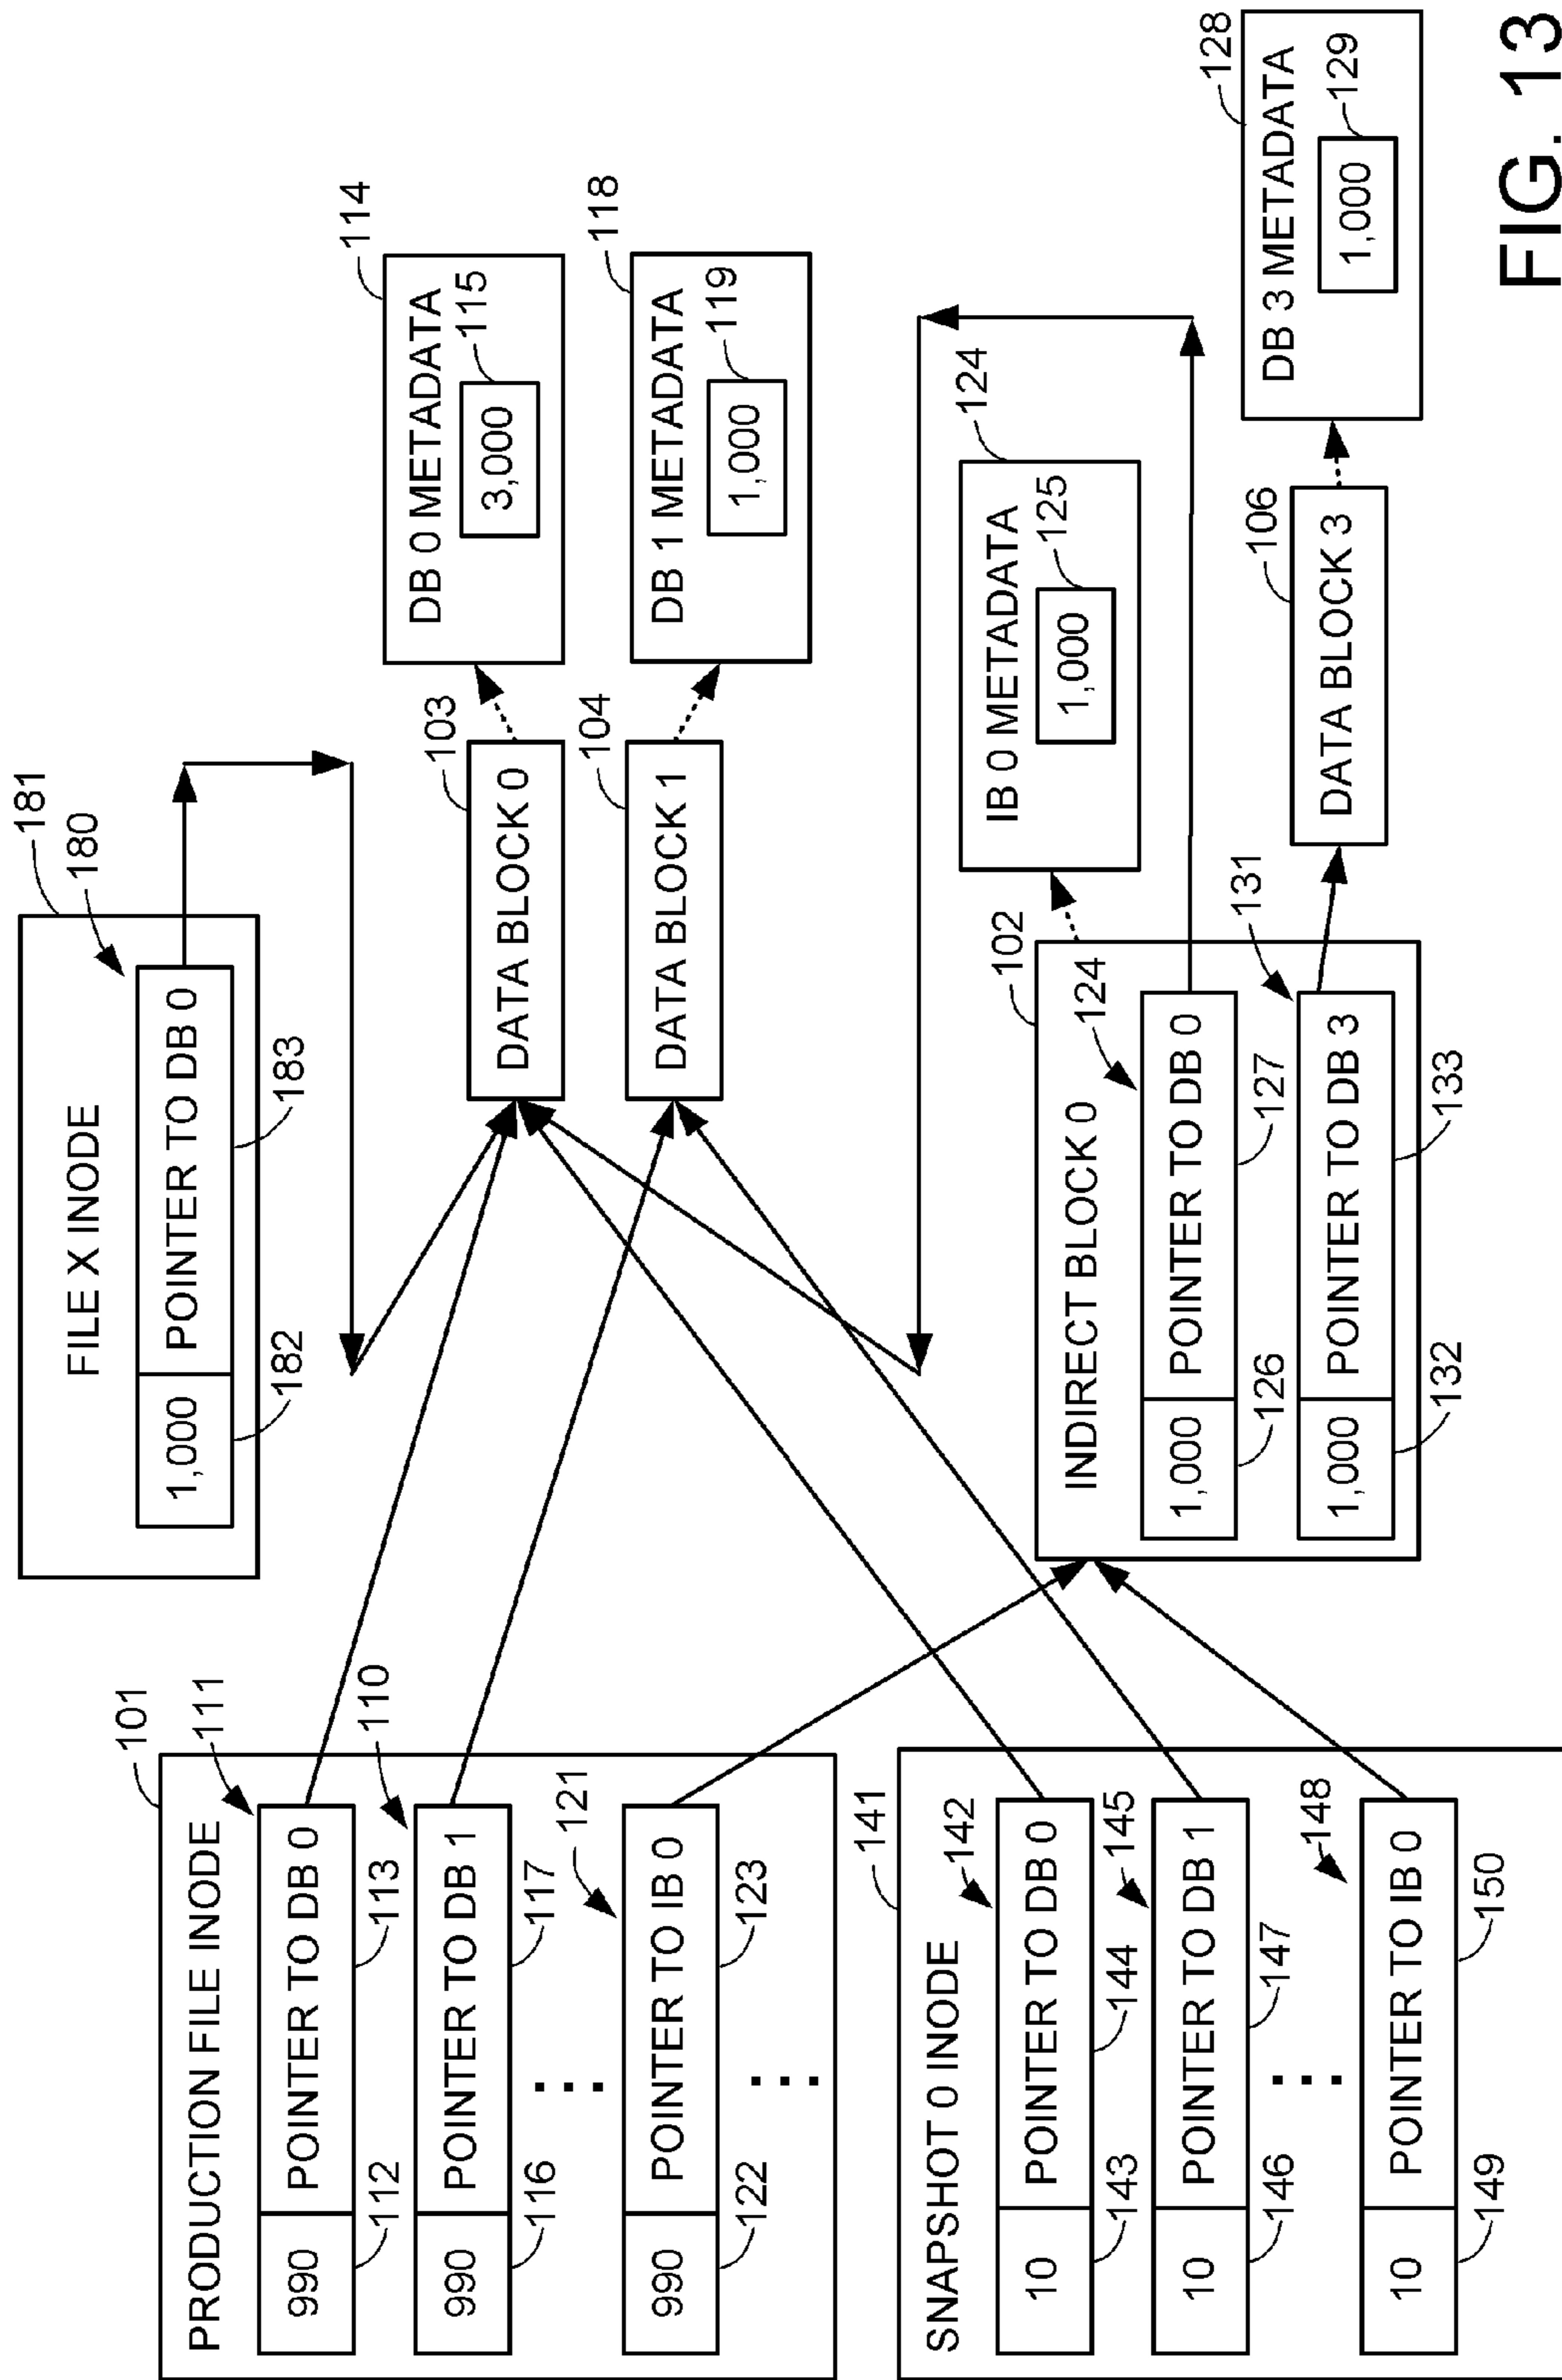 FILE X INODE
181
180
1,000 POINTER TO DB 0
182
183
PRODUCTION FILE INODE
101
111
990 POINTER TO DB 0
112
113
110
990 POINTER TO DB 1
116
117
121
990 POINTER TO IB 0
122
123
DATA BLOCK 0
103
DATA BLOCK 1
104
DB 0 METADATA
114
3,000
115
DB 1 METADATA
118
1,000
119
SNAPSHOT 0 INODE
141
142
10 POINTER TO DB 0
143
144
145
10 POINTER TO DB 1
146
147
148
10 POINTER TO IB 0
149
150
INDIRECT BLOCK 0
102
124
1,000 POINTER TO DB 0
126
127
131
1,000 POINTER TO DB 3
132
133
IB 0 METADATA
124
1,000
125
DATA BLOCK 3
106
DB 3 METADATA
128
1,000
129
FIG. 13